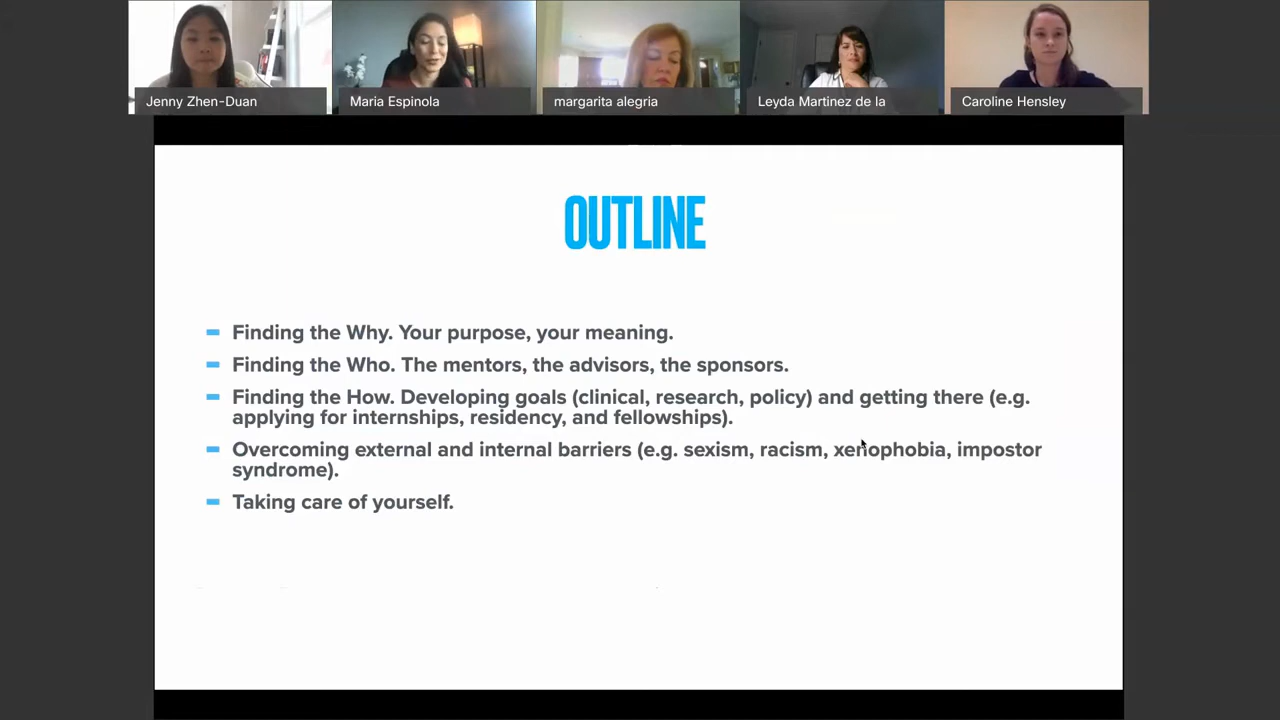 Jenny Zhen-Duan
Maria Espinola
margarita alegria
Leyda Martinez de la
Caroline Hensley
OUTLINE
Finding the Why. Your purpose, your meaning.
Finding the Who. The mentors, the advisors, the sponsors.
Finding the How. Developing goals (clinical, research, policy) and getting there (e.g.
applying for internships, residency, and fellowships).
Overcoming external and internal barriers (e.g. sexism, racism, xenophobia, impostor
syndrome).
Taking care of yourself.